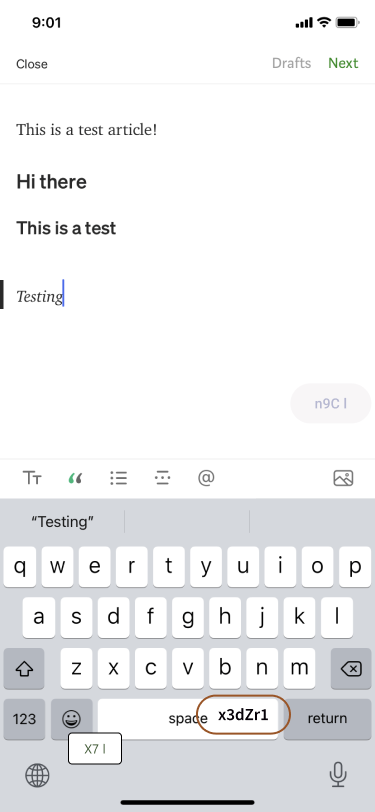 9:01
Close Drafts Next
This is a test article!
Hi there
This is a test
Testing
n9C l
“Testing”
q w e r t y u i o p
a s d f g h j k l
z x c v b n m
123 space x3dZr1 return
X7 l